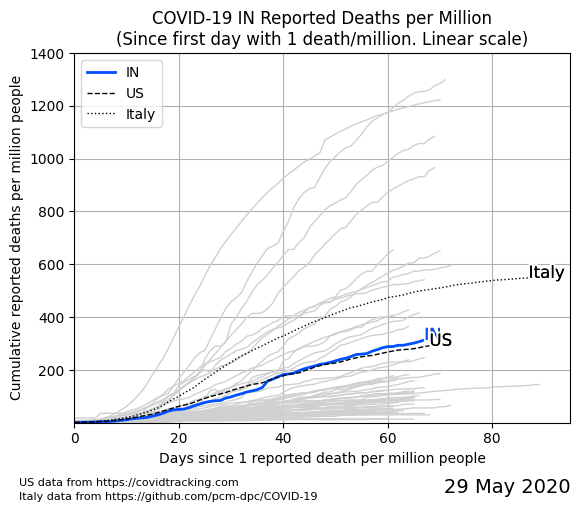 COVID-19 IN Reported Deaths per Million
(Since first day with 1 death/million. Linear scale)
Cumulative reported deaths per million people
1400
1200
1000
800
600
400
200
IN
US
Italy
Italy
IN
US
0
20
40
60
80
Days since 1 reported death per million people
US data from https://covidtracking.com
Italy data from https://github.com/pcm-dpc/COVID-19
29 May 2020